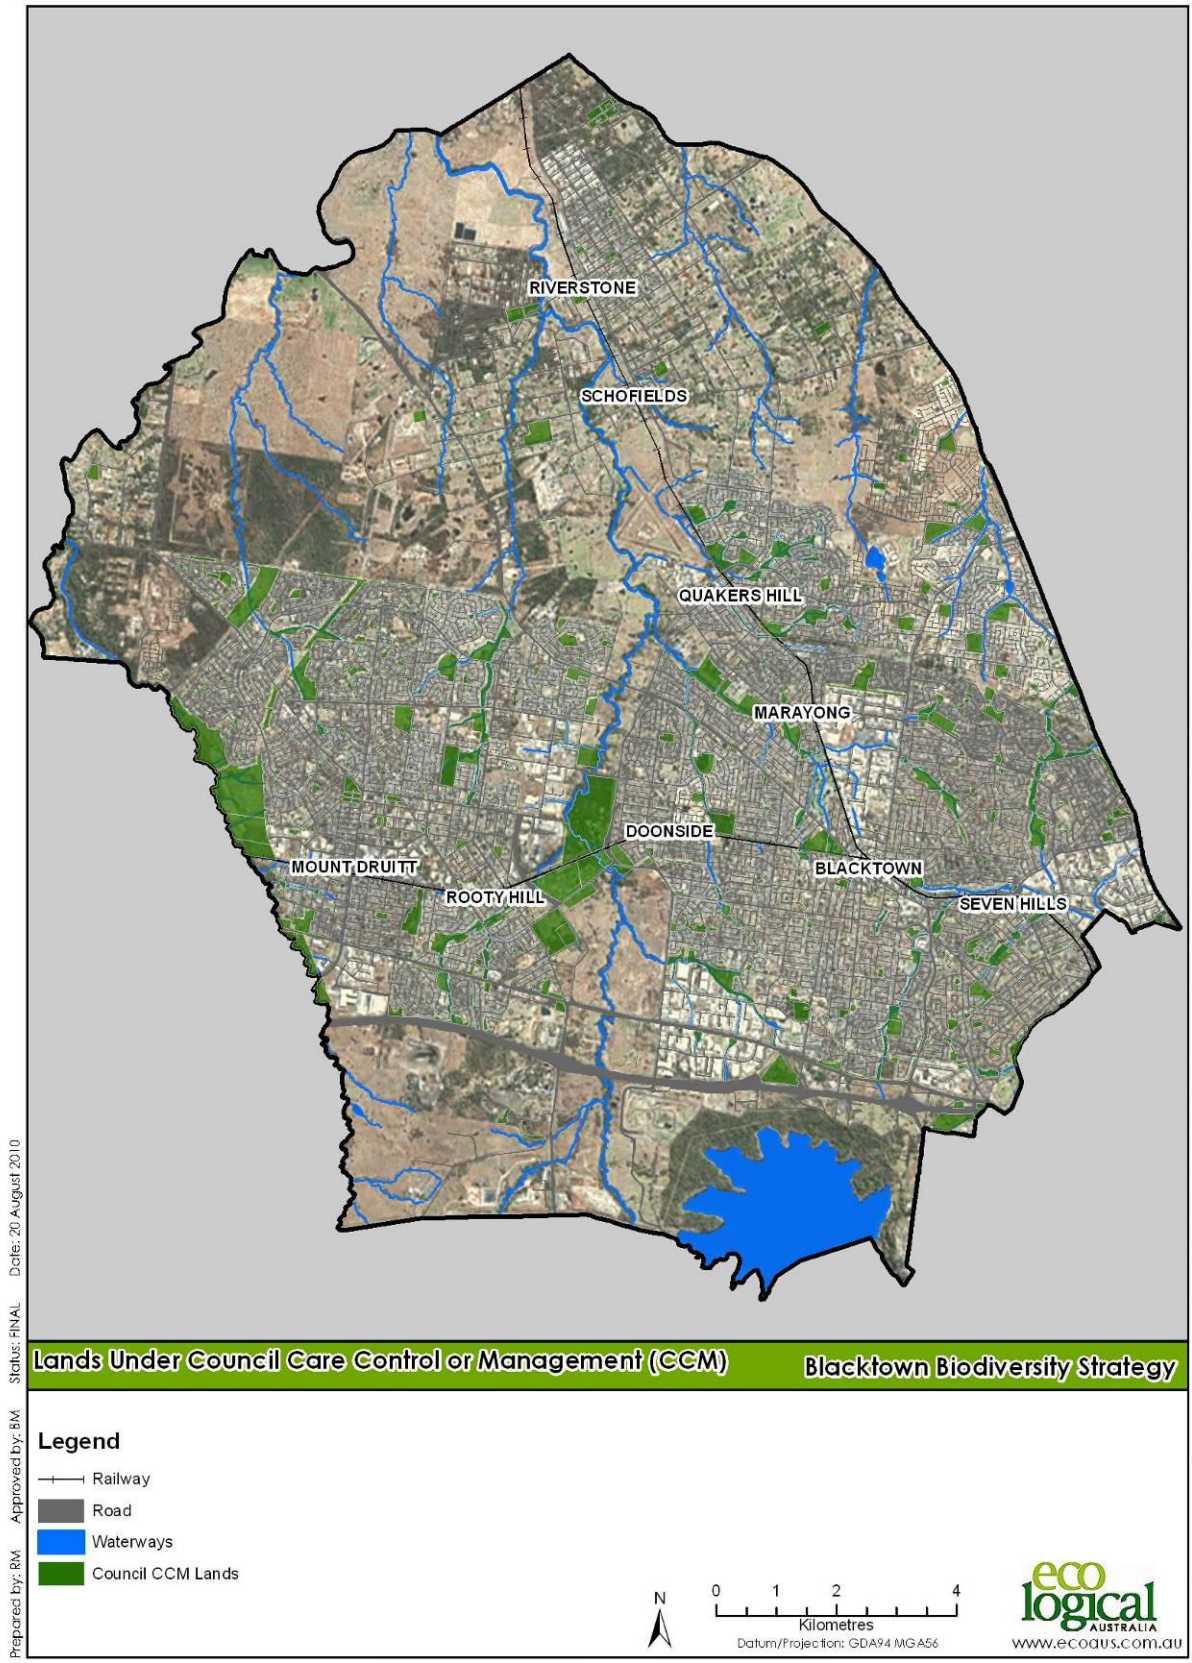 RIVERSTONE
SCHOFIELDS
QUAKERS HILL
MARAYONG
DOONSIDE
MOUNT DRUITT
BLACKTOWN
ROOTY HILL
SEVEN HILLS
Lands Under Council Care Control or Management (CCM)
Blacktown Biodiversity Strategy
Prepared by: RM Approved by: BM Status: FINAL Date: 20 August 2010
Legend
Railway
Road
Waterways
Council CCM Lands
N
0 1 2 4
Kilometres
Datum/Projection: GDA94 MGA56
eco
logical
AUSTRALIA
www.ecoaus.com.au